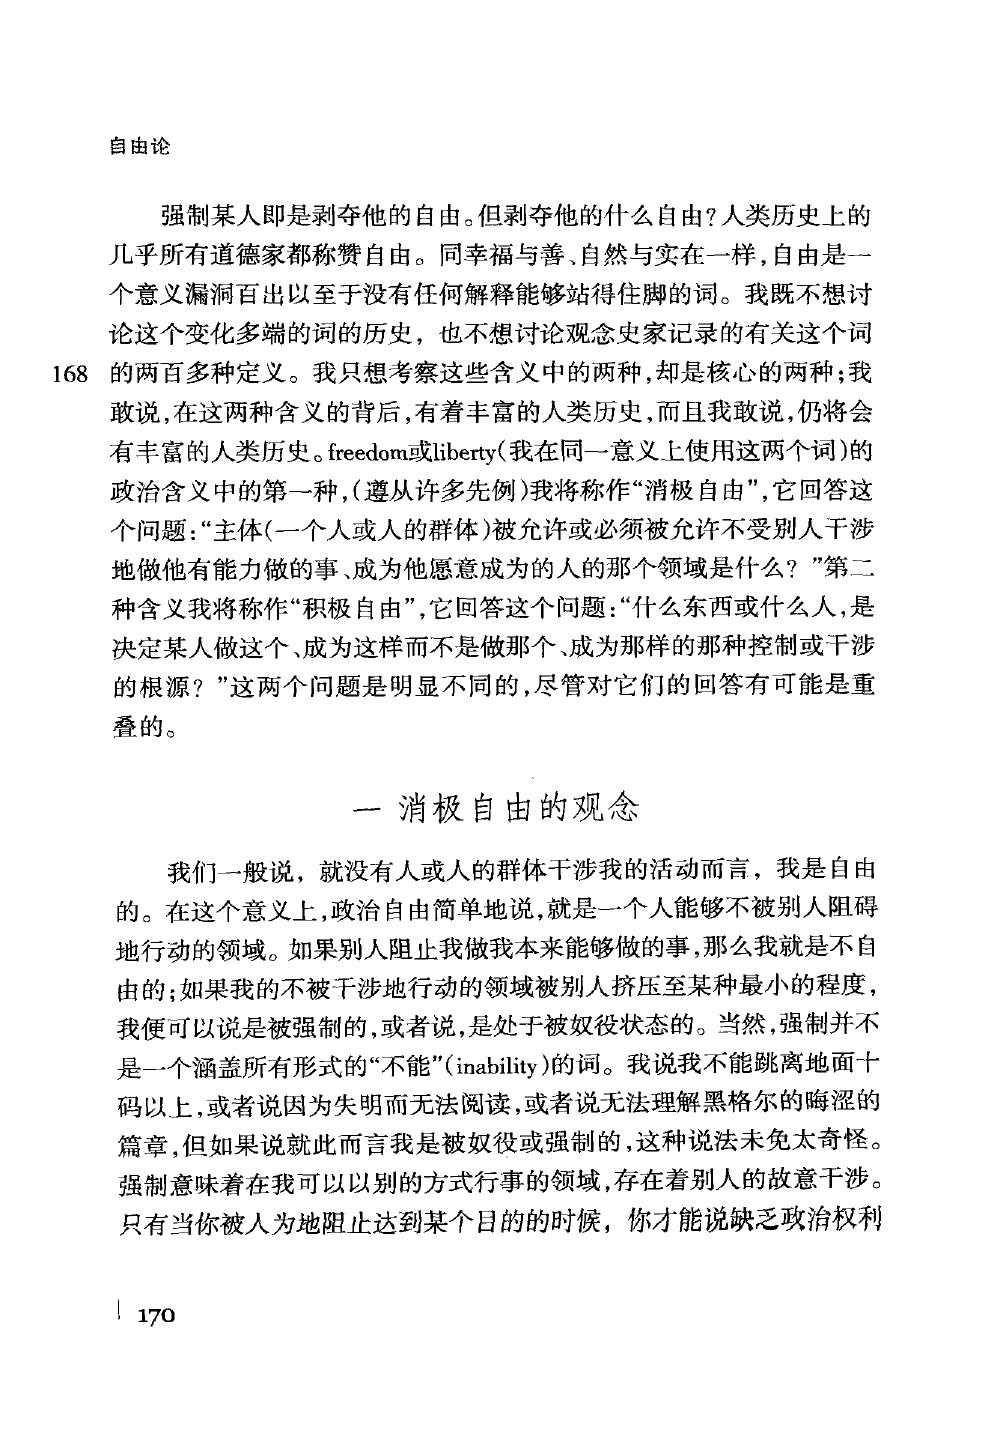 自由论
强制某人即是剥夺他的自由。但剥夺他的什么自由?人类历史上的
几乎所有道德家都称赞自由。同幸福与善、自然与实在一样,自由是一
个意义漏洞百出以至于没有任何解释能够站得住脚的词。我既不想讨
论这个变化多端的词的历史，也不想讨论观念史家记录的有关这个词
168 的两百多种定义。我只想考察这些含义中的两种,却是核心的两种;我
敢说,在这两种含义的背后,有着丰富的人类历史,而且我敢说,仍将会
有丰富的人类历史。freedom或liberty(我在同一意义上使用这两个词)的
政治含义中的第一种,(遵从许多先例)我将称作“消极自由”,它回答这
个问题:“主体(一个人或人的群体)被允许或必须被允许不受别人干涉
地做他有能力做的事、成为他愿意成为的人的那个领域是什么? ”第二
种含义我将称作“积极自由”,它回答这个问题:“什么东西或什么人,是
决定某人做这个、成为这样而不是做那个、成为那样的那种控制或干涉
的根源? ”这两个问题是明显不同的,尽管对它们的回答有可能是重
叠的。
一 消极自由的观念
我们一般说，就没有人或人的群体干涉我的活动而言，我是自由
的。在这个意义上,政治自由简单地说,就是一个人能够不被别人阻碍
地行动的领域。如果别人阻止我做我本来能够做的事,那么我就是不自
由的;如果我的不被干涉地行动的领域被别人挤压至某种最小的程度,
我便可以说是被强制的,或者说,是处于被奴役状态的。当然,强制并不
是一个涵盖所有形式的“不能”(inability)的词。我说我不能跳离地面十
码以上,或者说因为失明而无法阅读,或者说无法理解黑格尔的晦涩的
篇章,但如果说就此而言我是被奴役或强制的,这种说法未免太奇怪。
强制意味着在我可以以别的方式行事的领域,存在着别人的故意干涉。
只有当你被人为地阻止达到某个目的的时候，你才能说缺乏政治权利
170